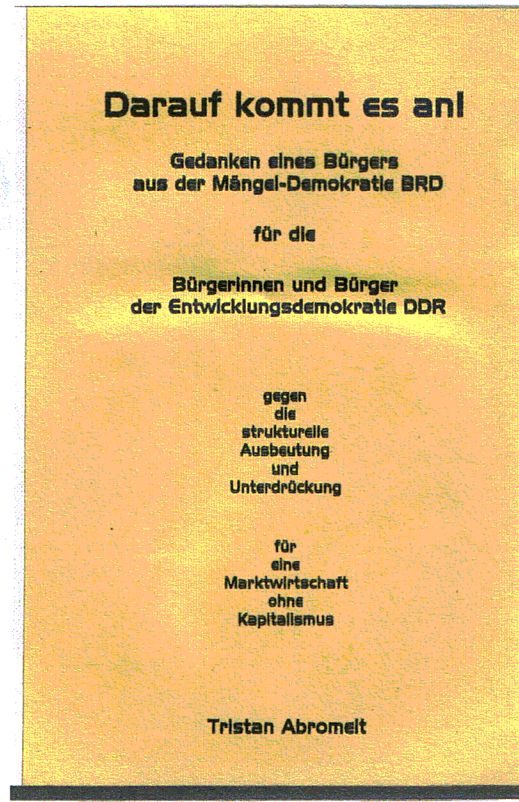 Darauf kommt es an!
Gedanken eines Bürgers
aus der Mängel-Demokratie BRD
für die
Bürgerinnen und Bürger
der Entwicklungsdemokratie DDR
gegen
die
strukturelle
Ausbeutung
und
Unterdrückung
für
eine
Marktwirtschaft
ohne
Kapitalismus
Tristan Abromeit